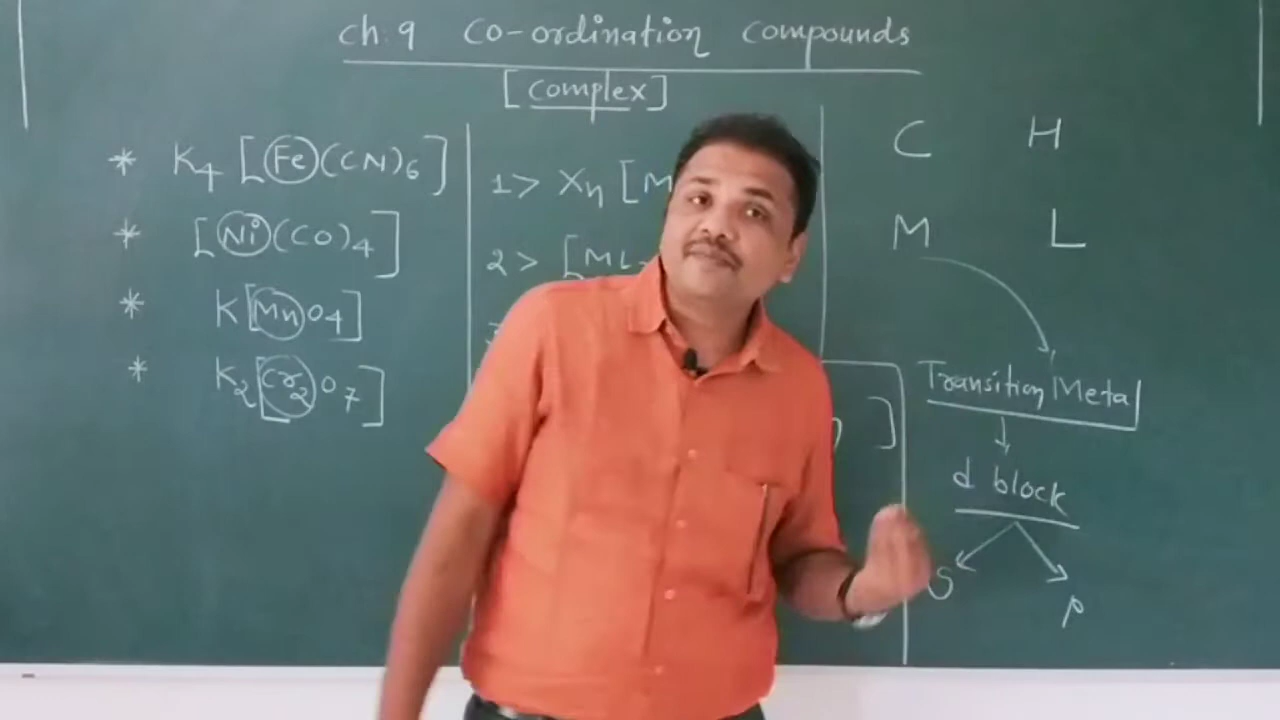 ch. 9 Co-ordination compounds
[complex]
* K4 [Fe(CN)6]
* [Ni(CO)4]
* K[MnO4]
* K2[Cr2O7]
1> Xn [M
2> [ML
]
C H
M L
Transition Metal
d block
S p